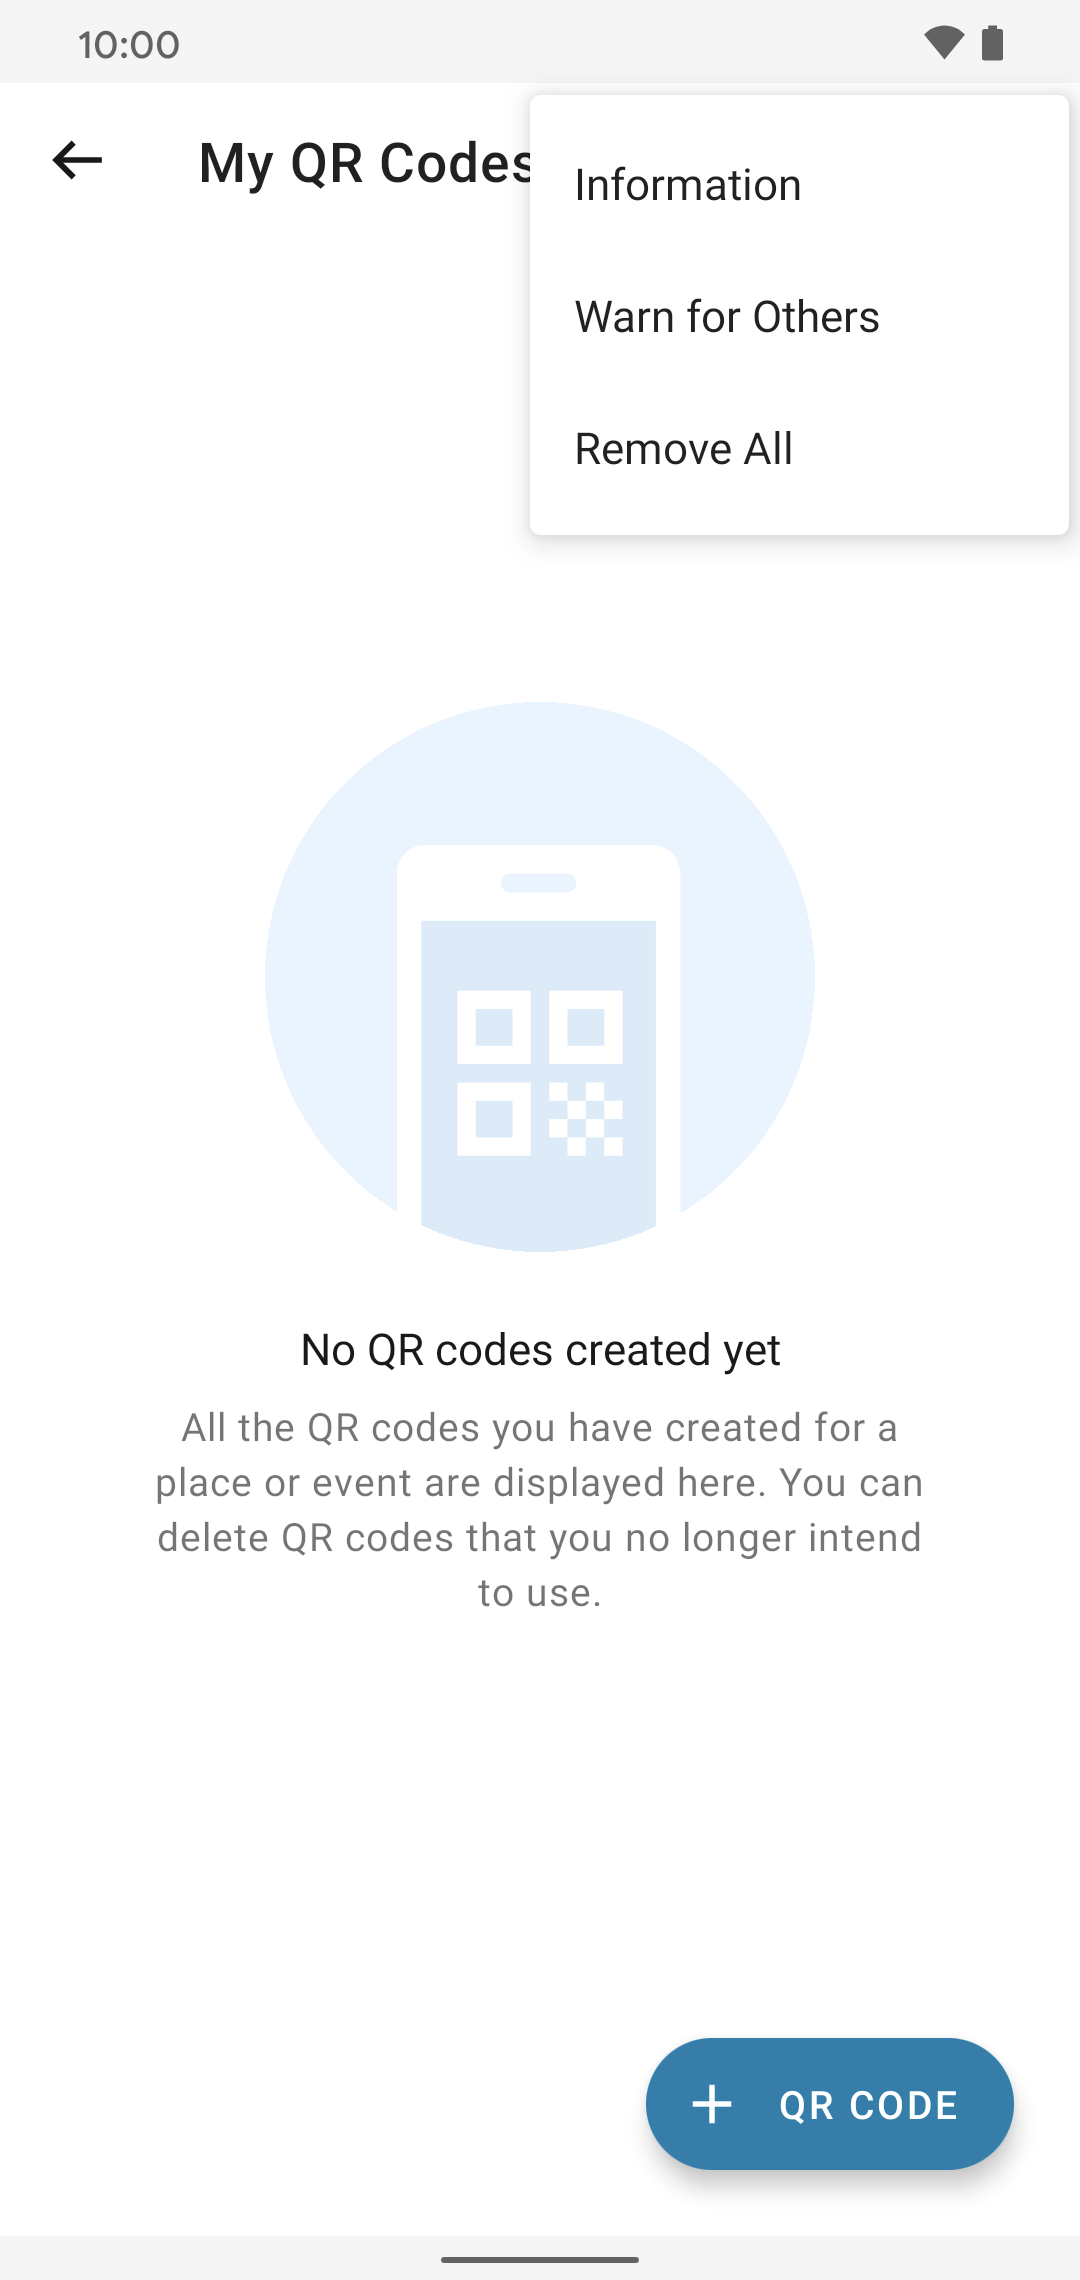 10:00
My QR Codes
Information
Warn for Others
Remove All
No QR codes created yet
All the QR codes you have created for a
place or event are displayed here. You can
delete QR codes that you no longer intend
to use.
QR CODE